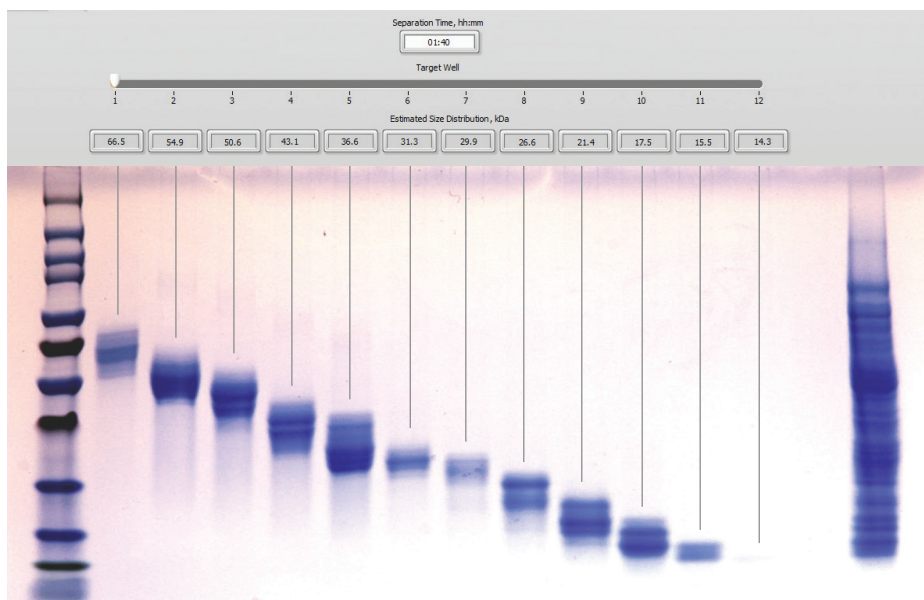 Separation Time, hh:mm
01:40
Target Well
1 2 3 4 5 6 7 8 9 10 11 12
Estimated Size Distribution, kDa
66.5 54.9 50.6 43.1 36.6 31.3 29.9 26.6 21.4 17.5 15.5 14.3